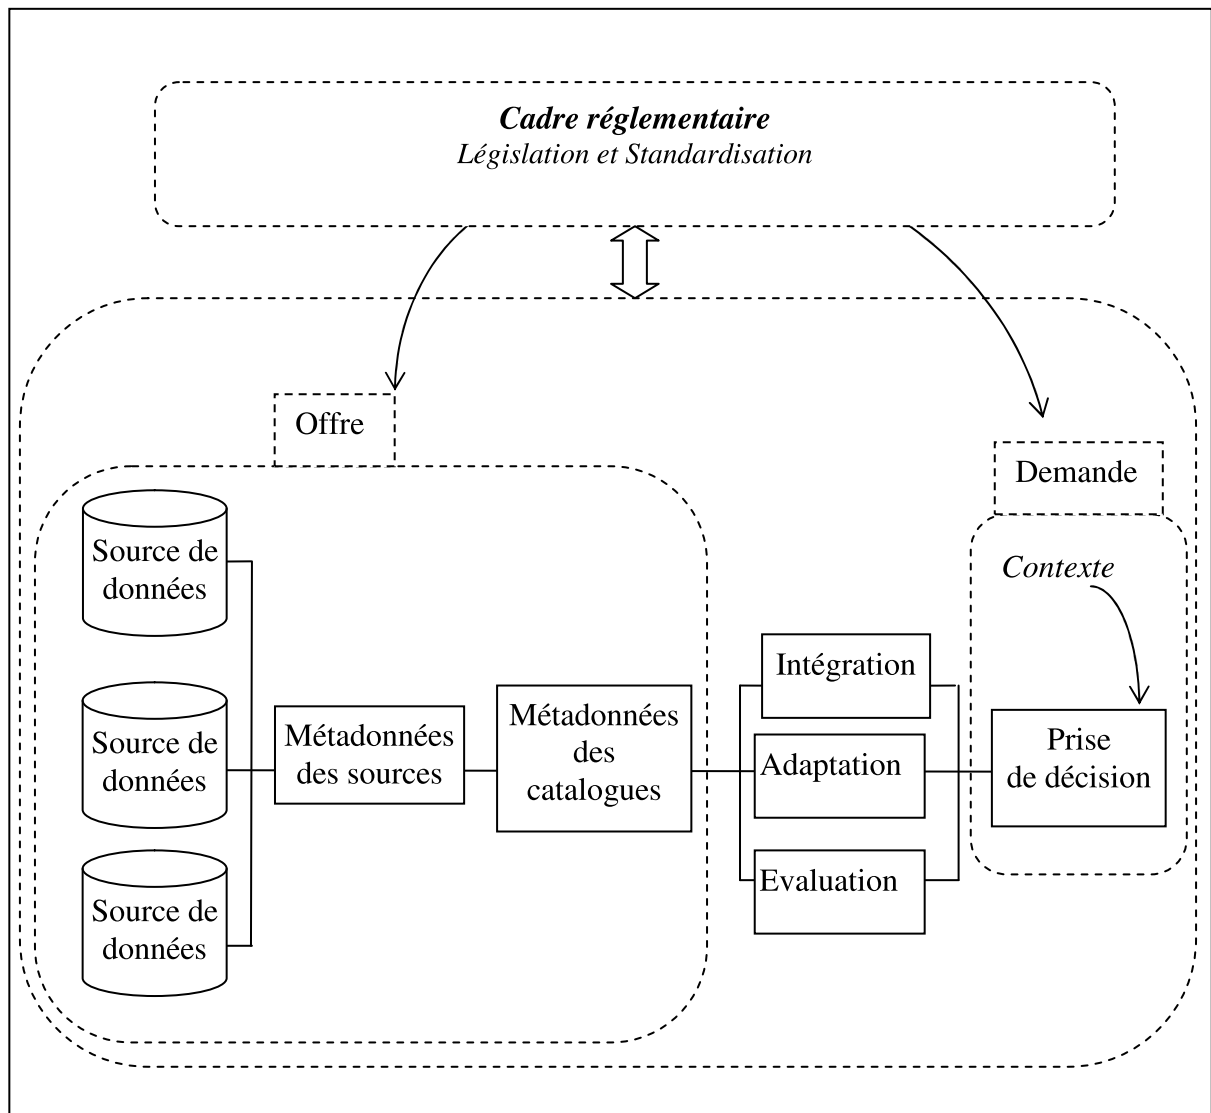 Cadre réglementaire
Législation et Standardisation
Offre
Demande
Source de
données
Contexte
Source de
données
Métadonnées
des sources
Métadonnées
des
catalogues
Intégration
Adaptation
Evaluation
Prise
de décision
Source de
données